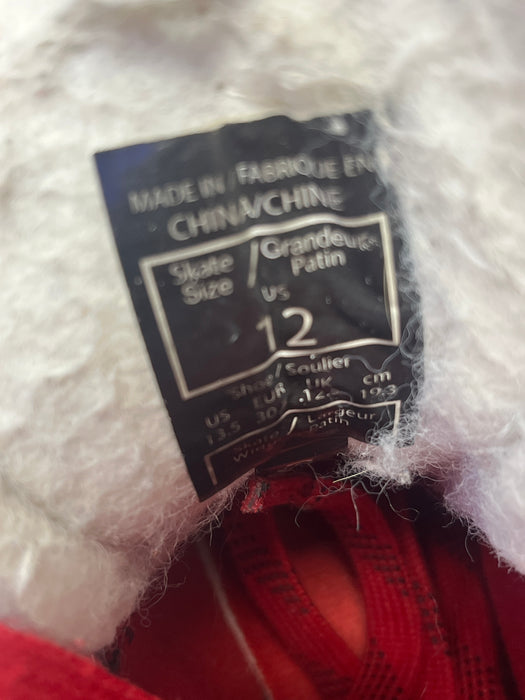 MADE IN / FABRIQUE EN
CHINA/CHINE
Skate / Grandeur
Size Patin
US
12
Shoe/Soulier
US EUR UK cm
13.5 30 19.3
Skate / Largeur
Width Patin